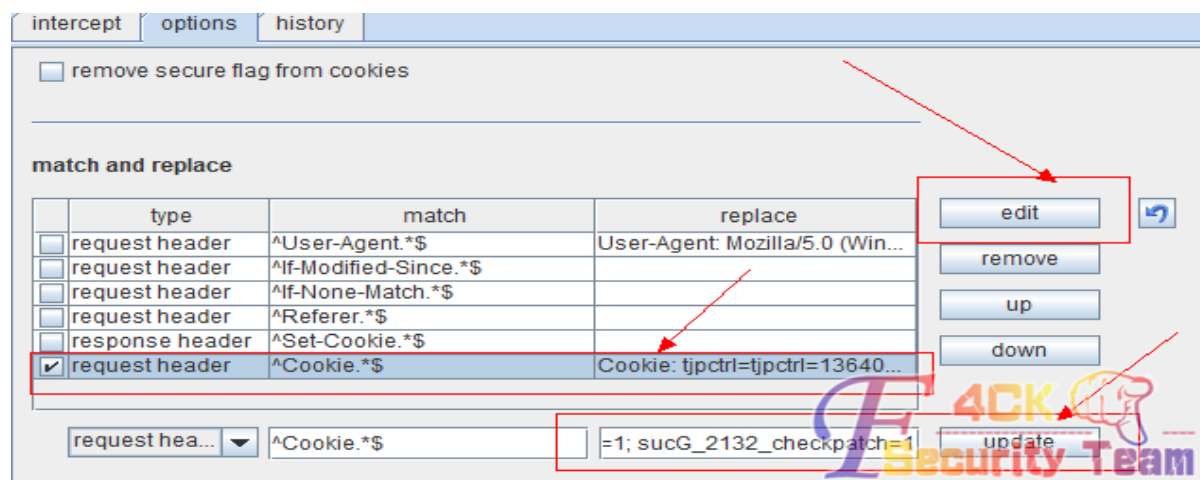 intercept options history
remove secure flag from cookies
match and replace
type match replace
request header ^User-Agent.*$ User-Agent: Mozilla/5.0 (Win...
request header ^If-Modified-Since.*$
request header ^If-None-Match.*$
request header ^Referer.*$
response header ^Set-Cookie.*$
request header ^Cookie.*$ Cookie: tjpctrl=tjpctrl=13640...
edit
remove
up
down
request hea... ^Cookie.*$ =1; sucG_2132_checkpatch=1 update
F4CK
Security Team